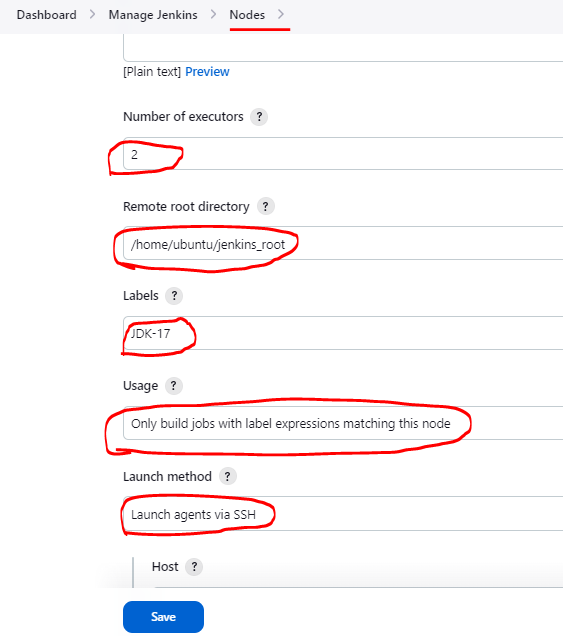 Dashboard > Manage Jenkins > Nodes >
[Plain text] Preview
Number of executors ?
2
Remote root directory ?
/home/ubuntu/jenkins_root
Labels ?
JDK-17
Usage ?
Only build jobs with label expressions matching this node
Launch method ?
Launch agents via SSH
Host ?
Save